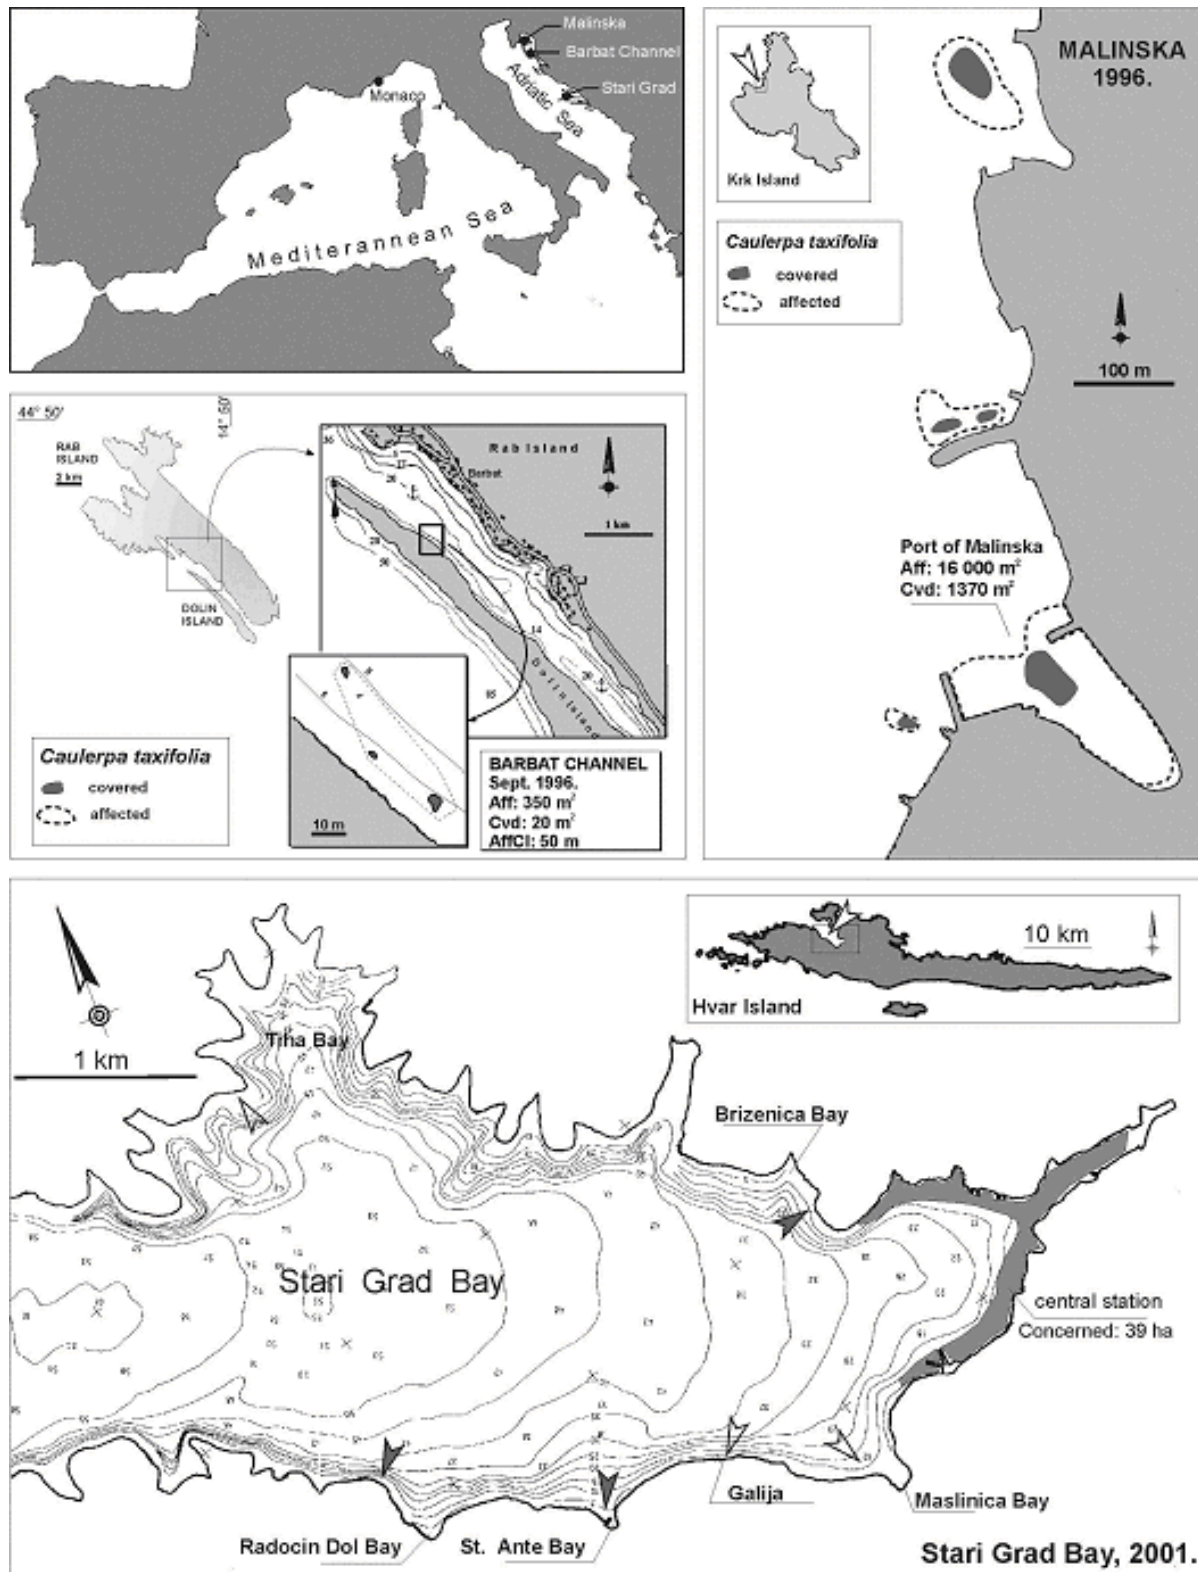 Malinska
Barbat Channel
Stari Grad
Adriatic Sea
Monaco
Mediterannean Sea
MALINSKA
1996.
Krk Island
Caulerpa taxifolia
covered
affected
100 m
Port of Malinska
Aff: 16 000 m²
Cvd: 1370 m²
44° 50'
14° 50'
RAB
ISLAND
2 km
DOLIN
ISLAND
Rab Island
Barbat
1 km
Dolin Island
10 m
Caulerpa taxifolia
covered
affected
BARBAT CHANNEL
Sept. 1996.
Aff: 350 m²
Cvd: 20 m²
AffCl: 50 m
10 km
Hvar Island
1 km
Tiha Bay
Brizenica Bay
Stari Grad Bay
central station
Concerned: 39 ha
Galija
Maslinica Bay
Radocin Dol Bay
St. Ante Bay
Stari Grad Bay, 2001.